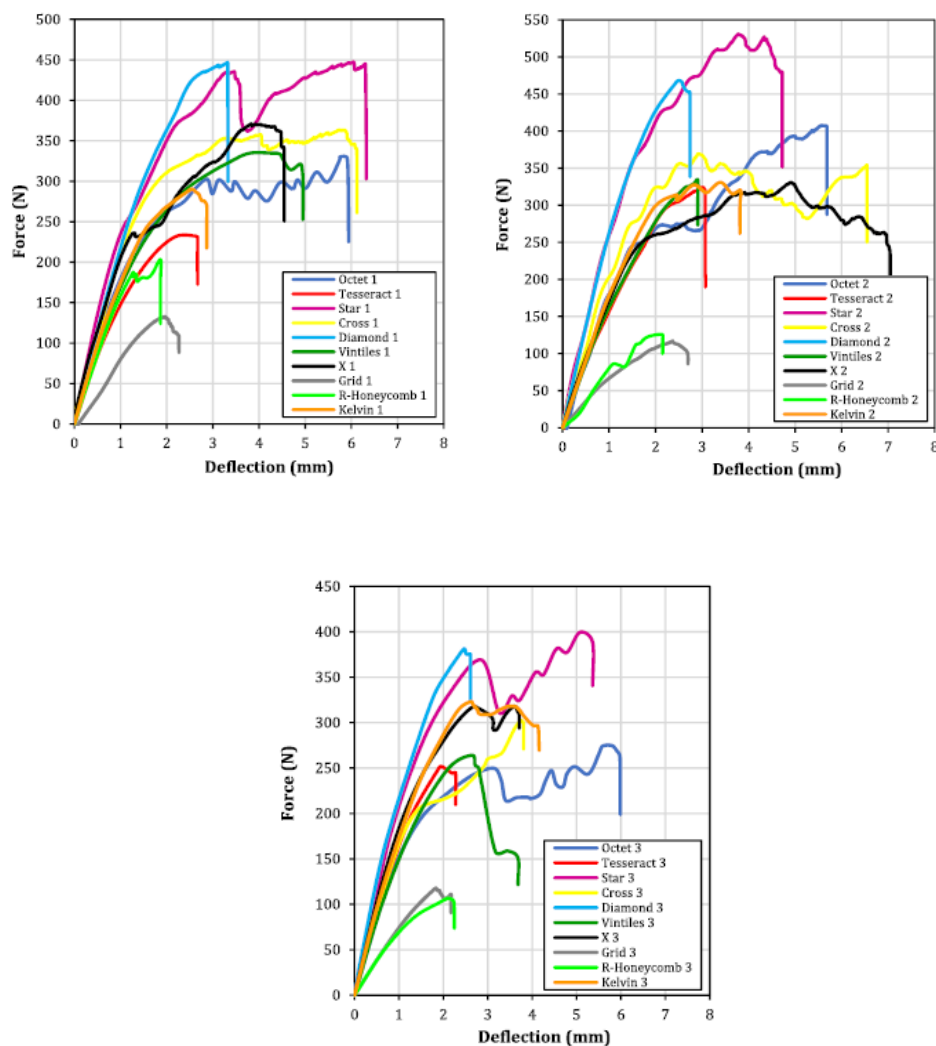 500
450
400
350
300
250
200
150
100
50
0
Force (N)
0 1 2 3 4 5 6 7 8
Deflection (mm)
Octet 1
Tesseract 1
Star 1
Cross 1
Diamond 1
Vintiles 1
X 1
Grid 1
R-Honeycomb 1
Kelvin 1
550
500
450
400
350
300
250
200
150
100
50
0
Force (N)
0 1 2 3 4 5 6 7 8
Deflection (mm)
Octet 2
Tesseract 2
Star 2
Cross 2
Diamond 2
Vintiles 2
X 2
Grid 2
R-Honeycomb 2
Kelvin 2
450
400
350
300
250
200
150
100
50
0
Force (N)
0 1 2 3 4 5 6 7 8
Deflection (mm)
Octet 3
Tesseract 3
Star 3
Cross 3
Diamond 3
Vintiles 3
X 3
Grid 3
R-Honeycomb 3
Kelvin 3